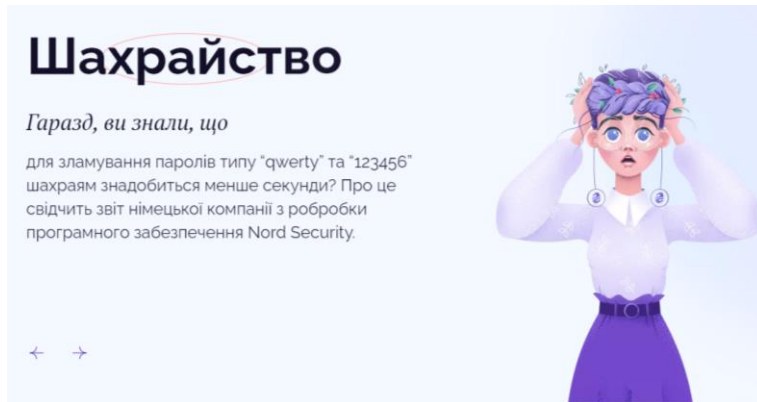 Шахрайство
Гаразд, ви знали, що
для зламування паролів типу “qwerty” та “123456”
шахраям знадобиться менше секунди? Про це
свідчить звіт німецької компанії з робробки
програмного забезпечення Nord Security.